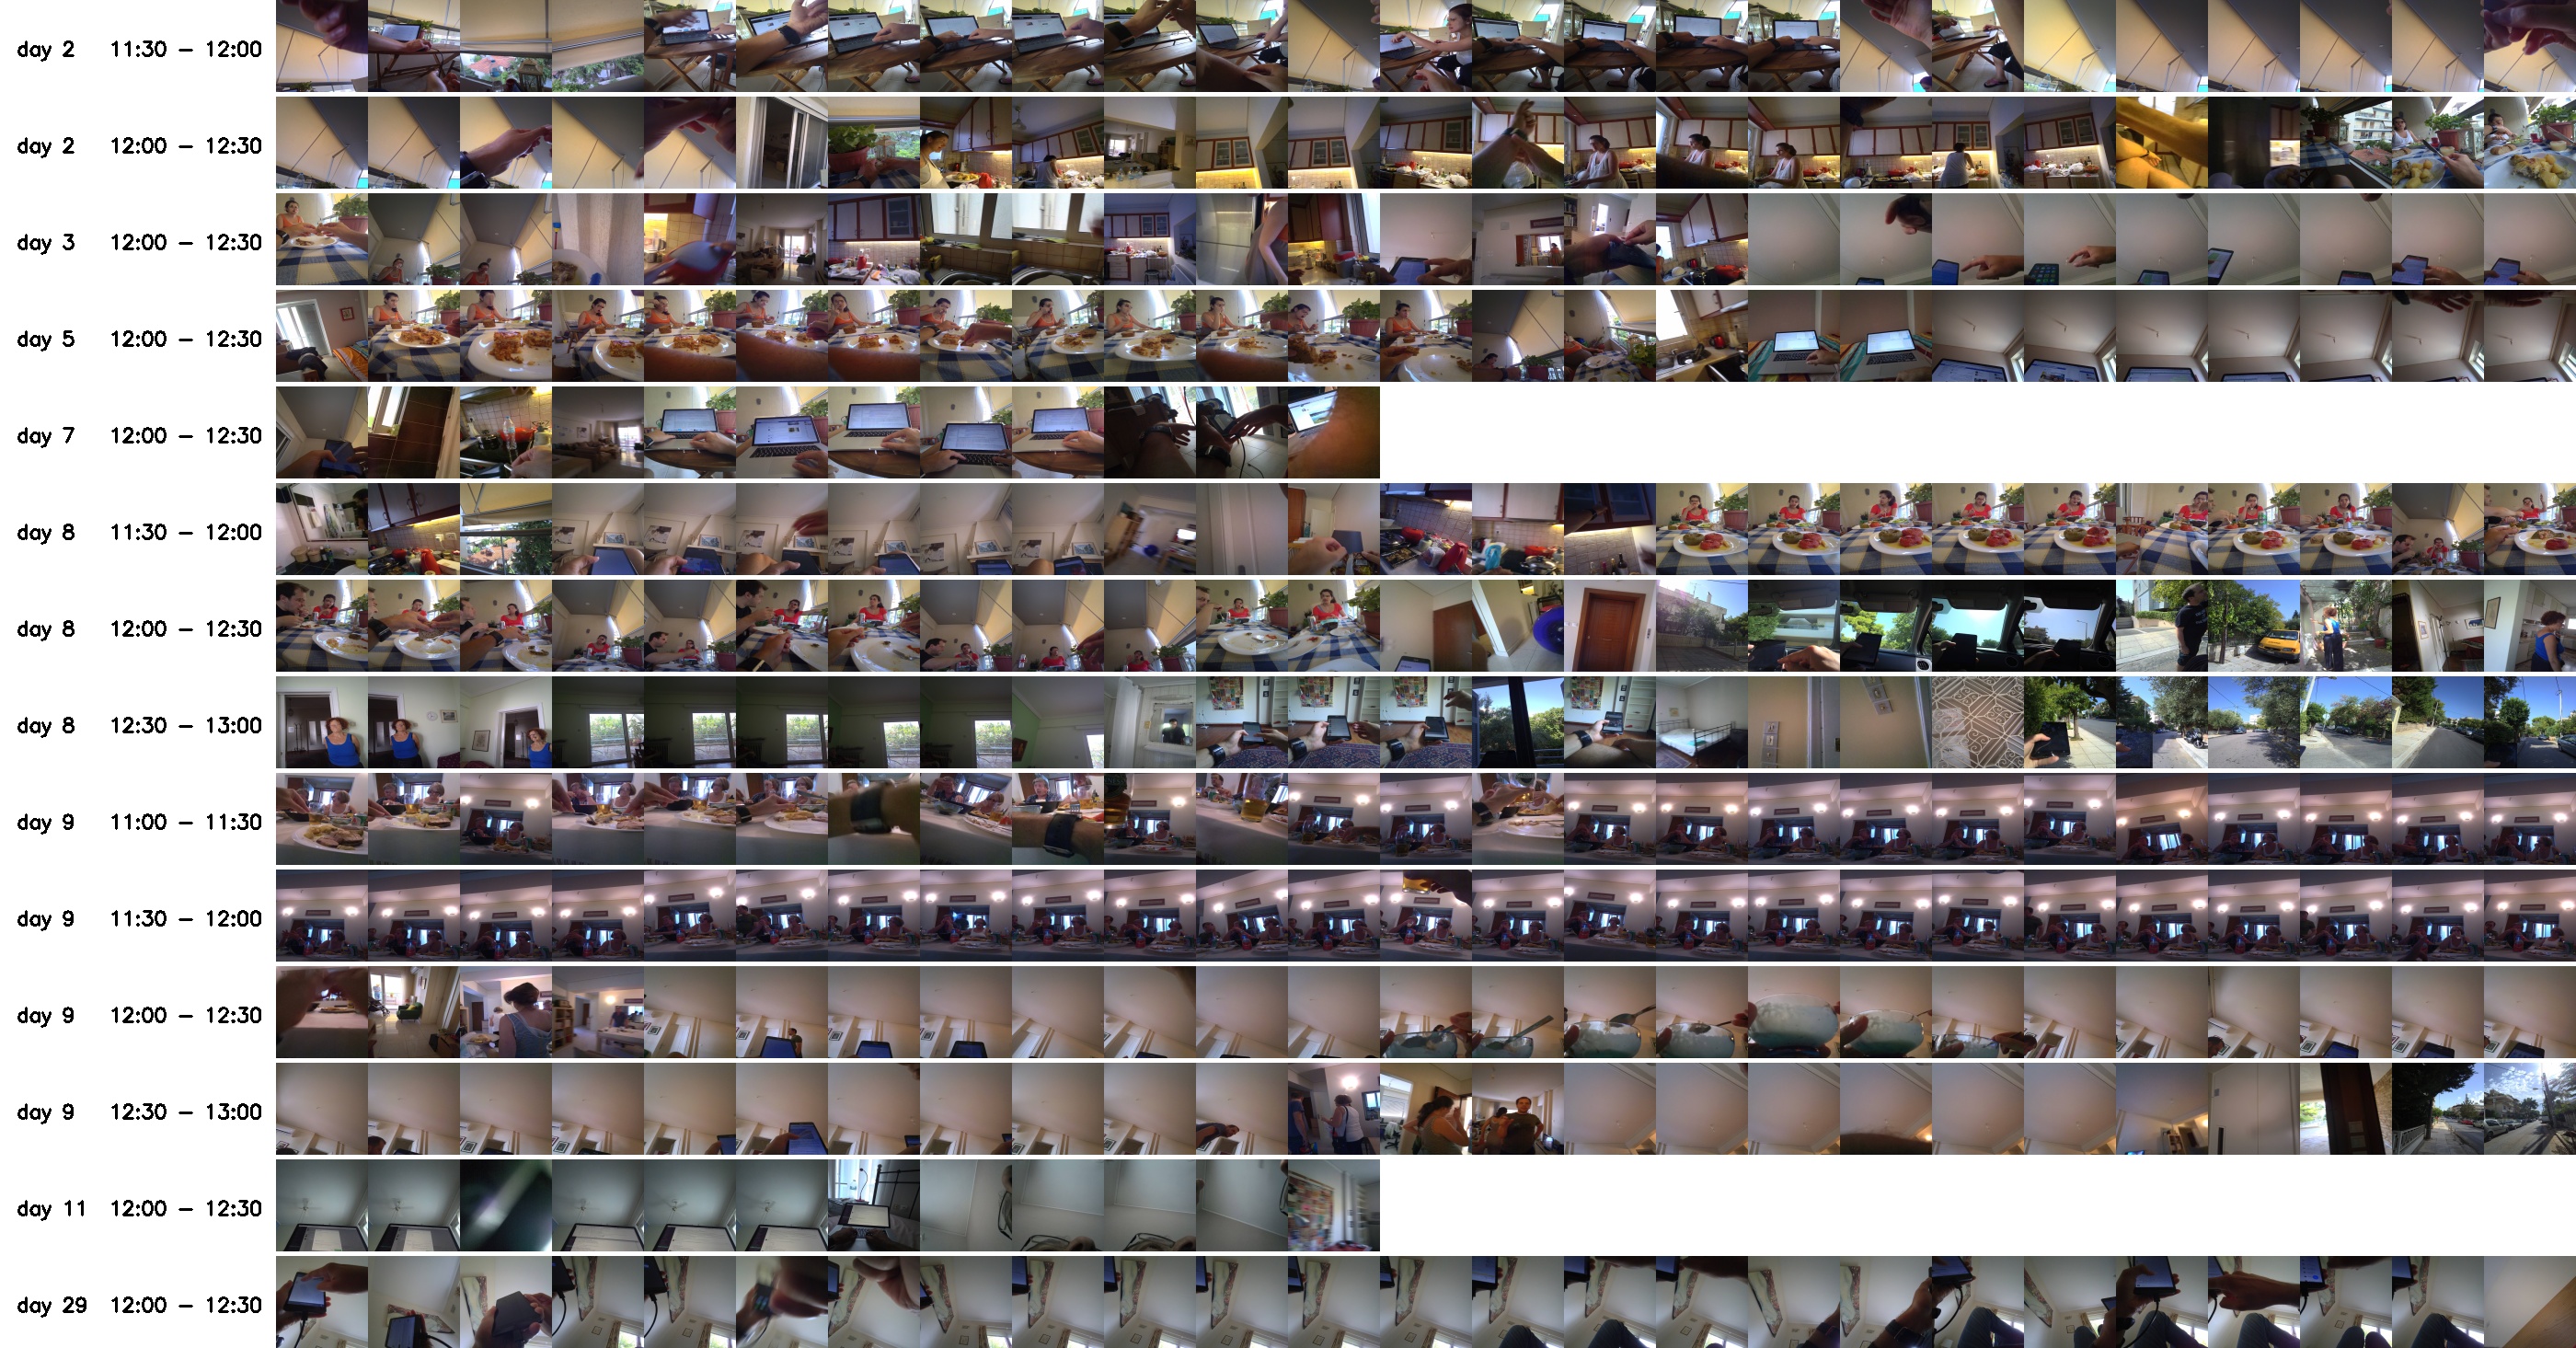 day 2 11:30 – 12:00
day 2 12:00 – 12:30
day 3 12:00 – 12:30
day 5 12:00 – 12:30
day 7 12:00 – 12:30
day 8 11:30 – 12:00
day 8 12:00 – 12:30
day 8 12:30 – 13:00
day 9 11:00 – 11:30
day 9 11:30 – 12:00
day 9 12:00 – 12:30
day 9 12:30 – 13:00
day 11 12:00 – 12:30
day 29 12:00 – 12:30